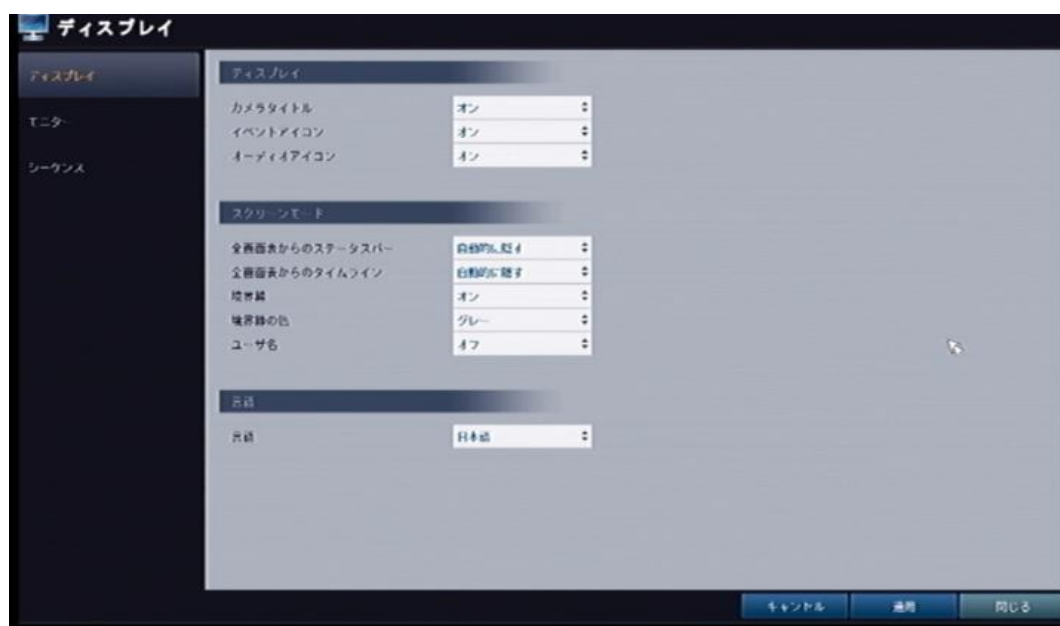 ディスプレイ
ディスプレイ
モニター
シーケンス
ディスプレイ
カメラタイトル オン
イベントアイコン オン
オーディオアイコン オン
スクリーンモード
全画面表からのステータスバー 自動的に隠す
全画面表からのタイムライン 自動的に隠す
境界線 オン
境界線の色 グレー
ユーザ名 オフ
言語
言語 日本語
キャンセル 適用 閉じる